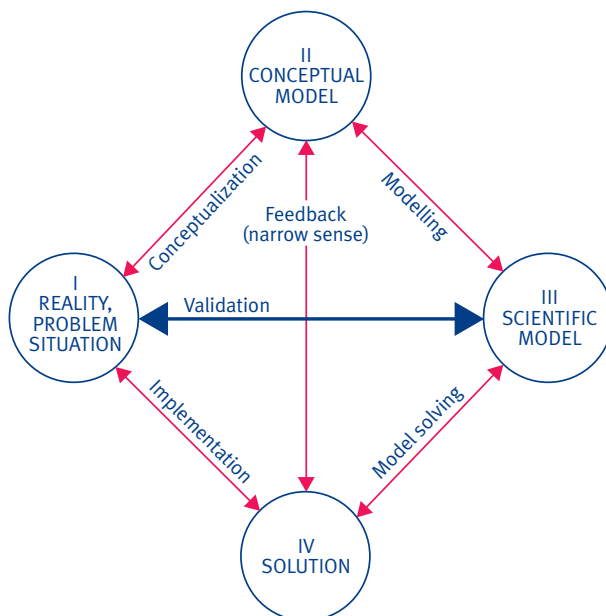 II
CONCEPTUAL
MODEL
Conceptualization
Feedback
(narrow sense)
Modelling
I
REALITY,
PROBLEM
SITUATION
Validation
III
SCIENTIFIC
MODEL
Implementation
Model solving
IV
SOLUTION